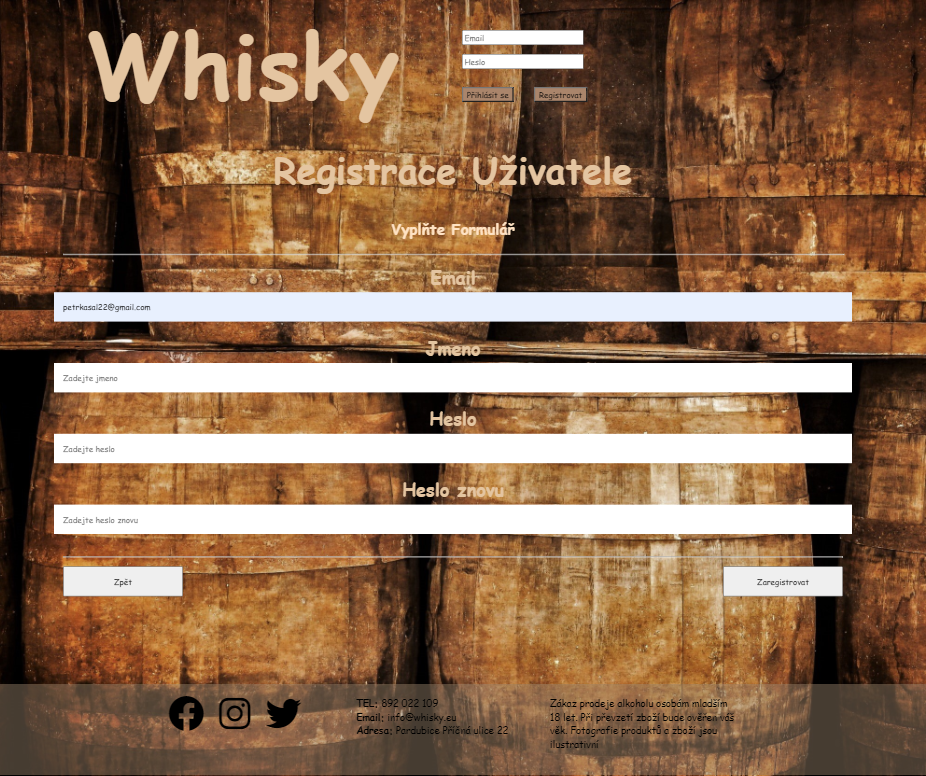 Whisky
Email
Heslo
Přihlásit se Registrovat
Registrace Uživatele
Vyplňte Formulář
Email
petrkasal22@gmail.com
Jmeno
Zadejte jmeno
Heslo
Zadejte heslo
Heslo znovu
Zadejte heslo znovu
Zpět Zaregistrovat
TEL: 892 022 109
Email: info@whisky.eu
Adresa: Pardubice Příčná ulice 22
Zákaz prodeje alkoholu osobám mladším
18 let. Při převzetí zboží bude ověřen váš
věk. Fotografie produktů a zboží jsou
ilustrativní